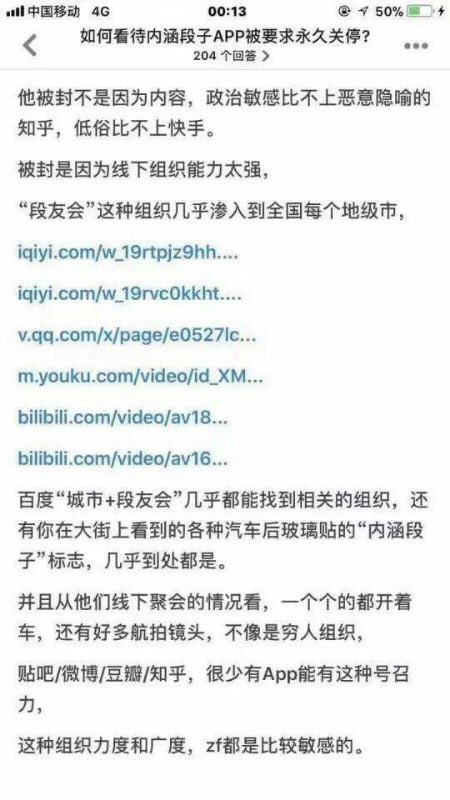 中国移动 4G 00:13 50%
如何看待内涵段子APP被要求永久关停?
204 个回答
他被封不是因为内容，政治敏感比不上恶意隐喻的
知乎，低俗比不上快手。
被封是因为线下组织能力太强，
“段友会”这种组织几乎渗入到全国每个地级市，
iqiyi.com/w_19rtpjz9hh....
iqiyi.com/w_19rvc0kkht....
v.qq.com/x/page/e0527lc...
m.youku.com/video/id_XM...
bilibili.com/video/av18...
bilibili.com/video/av16...
百度“城市+段友会”几乎都能找到相关的组织，还
有你在大街上看到的各种汽车后玻璃贴的“内涵段
子”标志，几乎到处都是。
并且从他们线下聚会的情况看，一个个的都开着
车，还有好多航拍镜头，不像是穷人组织，
贴吧/微博/豆瓣/知乎，很少有App能有这种号召
力，
这种组织力度和广度，zf都是比较敏感的。